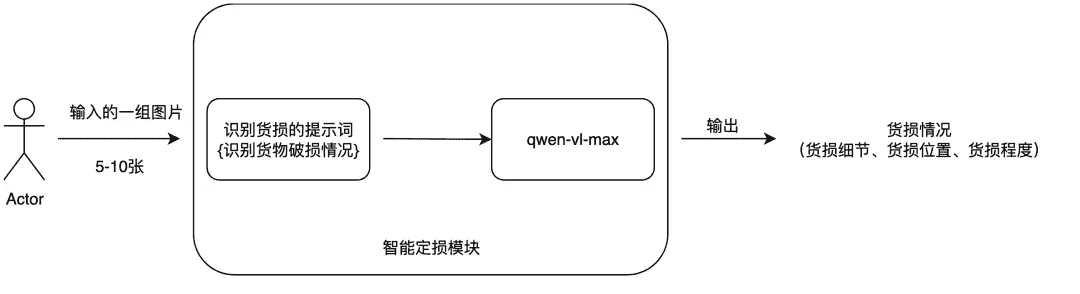 输入的一组图片
5-10张
Actor
识别货损的提示词
{识别货物破损情况}
qwen-vl-max
智能定损模块
输出
货损情况
（货损细节、货损位置、货损程度）